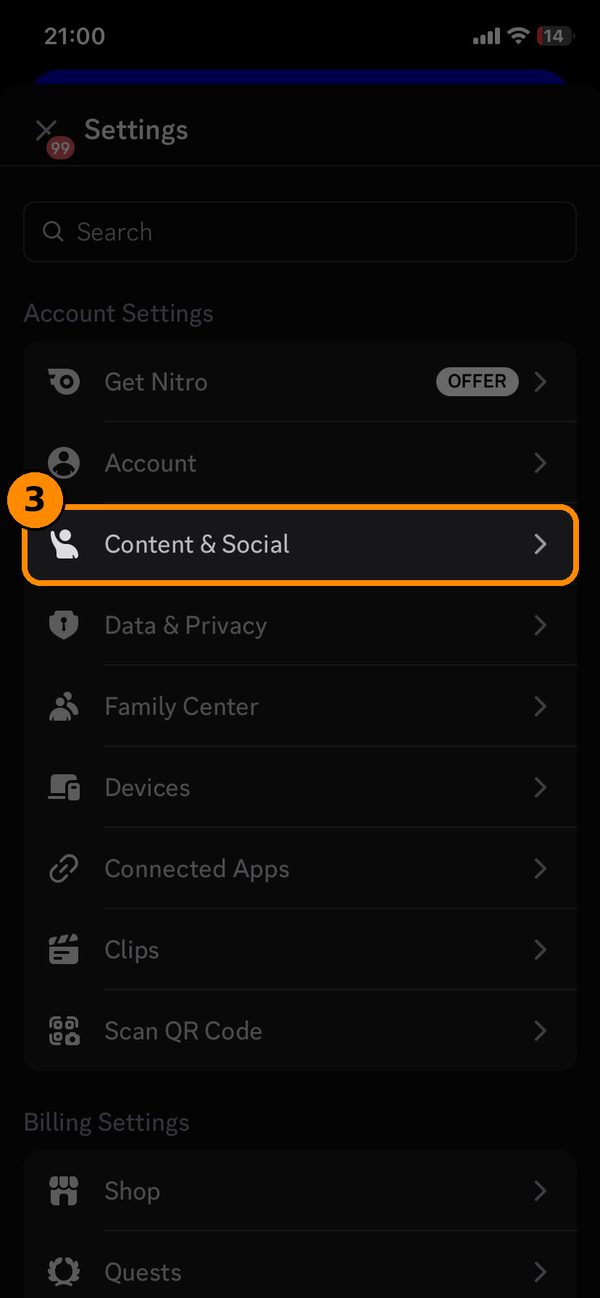 21:00
14
99
Settings
Search
Account Settings
Get Nitro
OFFER
Account
3
Content & Social
Data & Privacy
Family Center
Devices
Connected Apps
Clips
Scan QR Code
Billing Settings
Shop
Quests